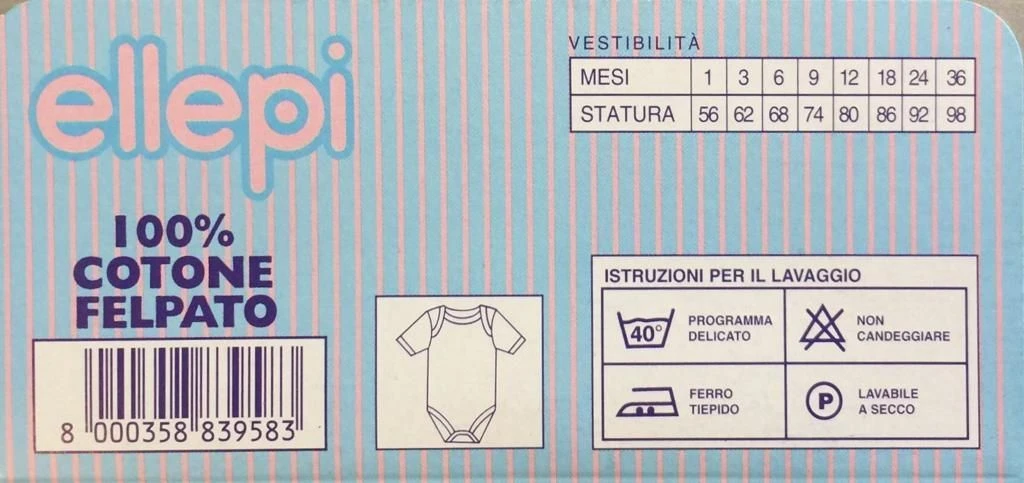 ellepi
100%
COTONE
FELPATO
8 000358 839583
VESTIBILITÀ
MESI 1 3 6 9 12 18 24 36
STATURA 56 62 68 74 80 86 92 98
ISTRUZIONI PER IL LAVAGGIO
40°
PROGRAMMA
DELICATO
NON
CANDEGGIARE
FERRO
TIEPIDO
P
LAVABILE
A SECCO